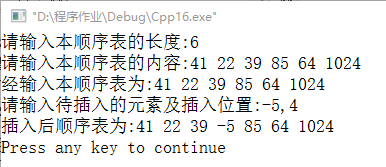 "D:\程序作业\Debug\Cpp16.exe"
请输入本顺序表的长度:6
请输入本顺序表的内容:41 22 39 85 64 1024
经本顺序表为:41 22 39 85 64 1024
请输入待插入的元素及插入位置:-5,4
插入后顺序表为:41 22 39 -5 85 64 1024
Press any key to continue